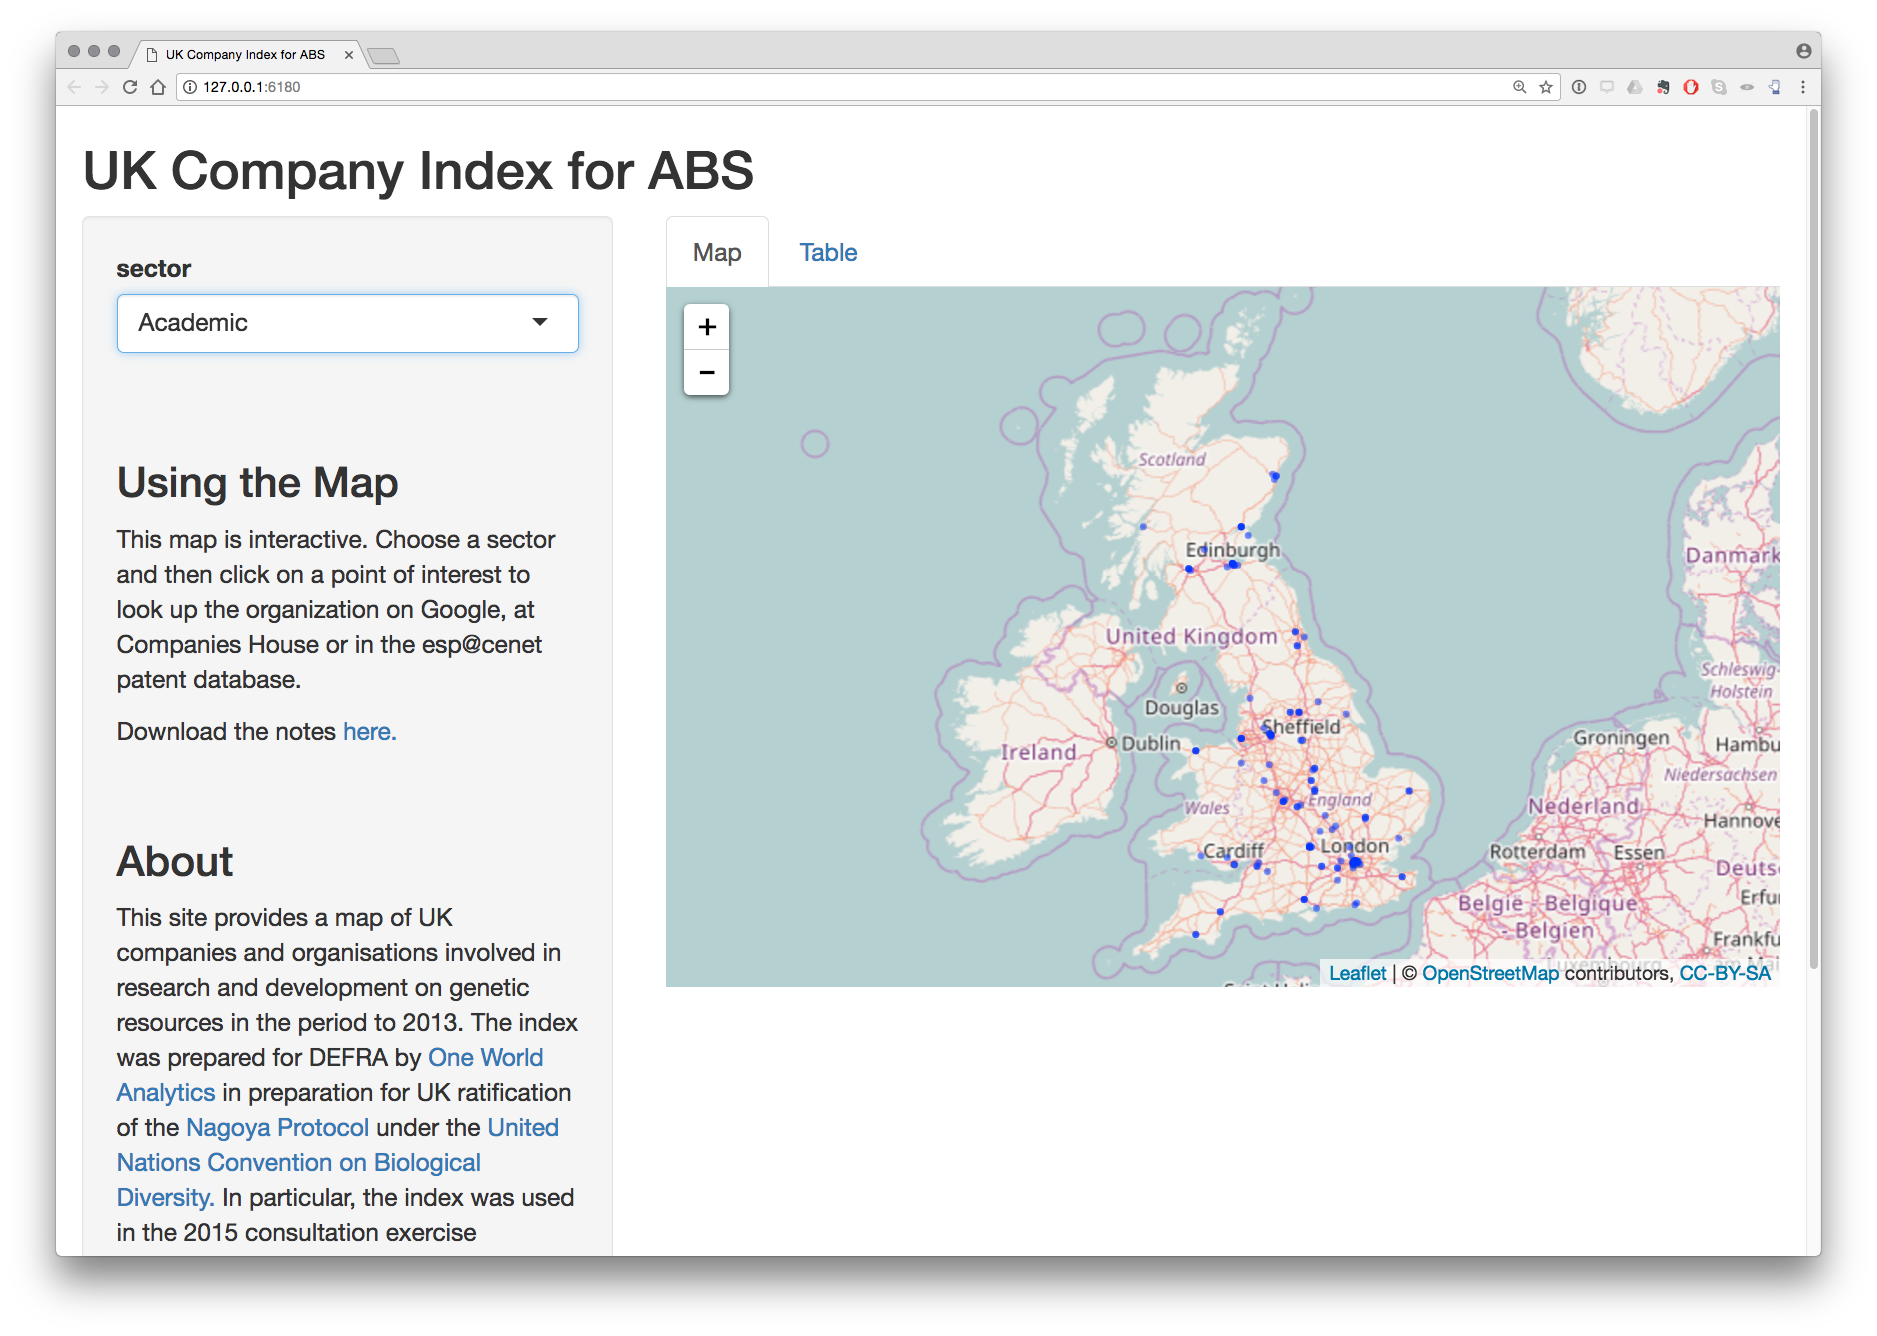 UK Company Index for ABS
127.0.0.1:6180
UK Company Index for ABS
sector
Academic
Using the Map
This map is interactive. Choose a sector
and then click on a point of interest to
look up the organization on Google, at
Companies House or in the esp@cenet
patent database.
Download the notes here.
About
This site provides a map of UK
companies and organisations involved in
research and development on genetic
resources in the period to 2013. The index
was prepared for DEFRA by One World
Analytics in preparation for UK ratification
of the Nagoya Protocol under the United
Nations Convention on Biological
Diversity. In particular, the index was used
in the 2015 consultation exercise
Map
Table
+
−
Scotland
Edinburgh
United Kingdom
Douglas
Sheffield
Ireland
Dublin
Wales
England
Cardiff
London
Danmark
Schleswig-
Holstein
Groningen
Hambu
Niedersachsen
Nederland
Hannove
Rotterdam
Essen
Deuts
Erfu
België - Belgique
- Belgien
Frankfu
Leaflet | © OpenStreetMap contributors, CC-BY-SA